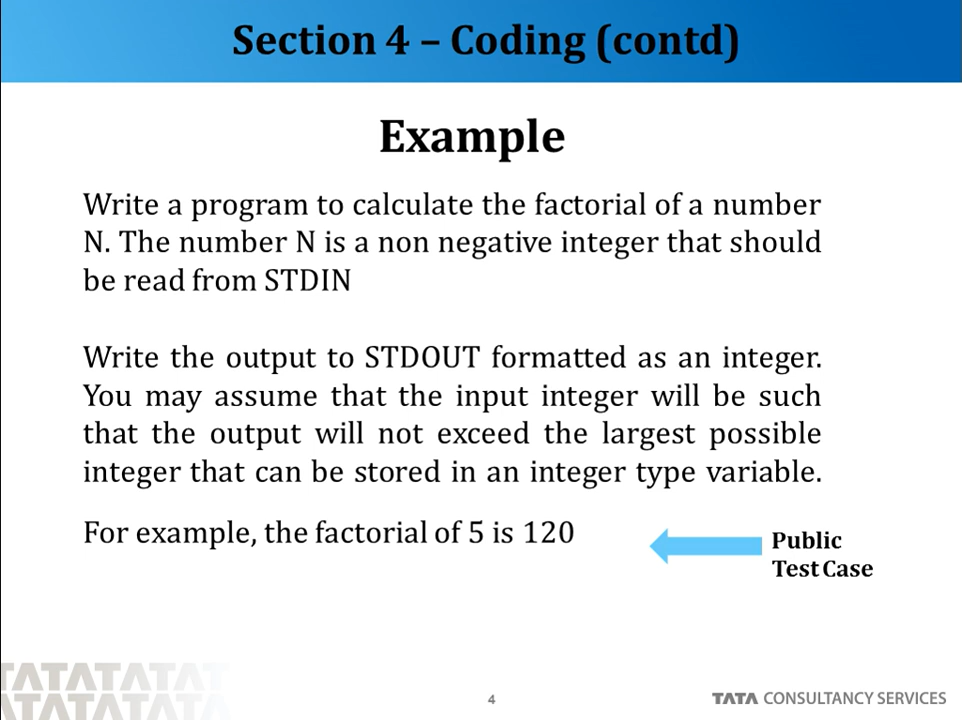 Section 4 – Coding (contd)
Example
Write a program to calculate the factorial of a number
N. The number N is a non negative integer that should
be read from STDIN
Write the output to STDOUT formatted as an integer.
You may assume that the input integer will be such
that the output will not exceed the largest possible
integer that can be stored in an integer type variable.
For example, the factorial of 5 is 120
Public
Test Case
TATATATATAT
TATATATATAT
4
TATA CONSULTANCY SERVICES